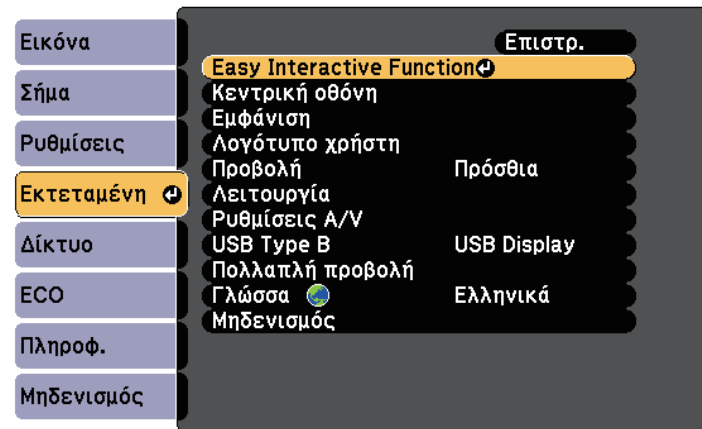 Εικόνα
Σήμα
Ρυθμίσεις
Εκτεταμένη
Δίκτυο
ECO
Πληροφ.
Μηδενισμός
Επιστρ.
Easy Interactive Function
Κεντρική οθόνη
Εμφάνιση
Λογότυπο χρήστη
Προβολή Πρόσθια
Λειτουργία
Ρυθμίσεις A/V
USB Type B USB Display
Πολλαπλή προβολή
Γλώσσα Ελληνικά
Μηδενισμός